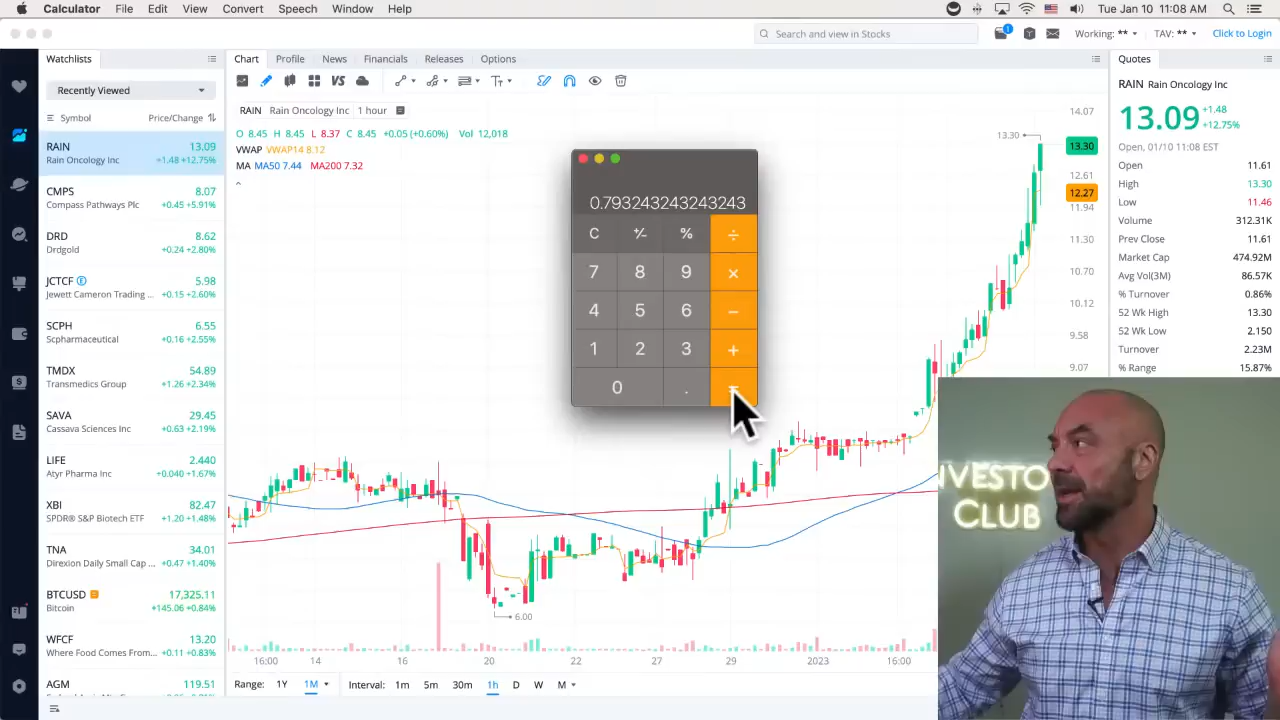 Calculator File Edit View Convert Speech Window Help
Tue Jan 10 11:08 AM
Search and view in Stocks
1
Working: ** TAV: ** Click to Login
Watchlists
Chart Profile News Financials Releases Options
Quotes
Recently Viewed
VS
Symbol Price/Change
RAIN 13.09
Rain Oncology Inc +1.48 +12.75%
CMPS 8.07
Compass Pathways Plc +0.45 +5.91%
DRD 8.62
Drdgold +0.24 +2.80%
JCTCF E 5.98
Jewett Cameron Trading ... +0.15 +2.60%
SCPH 6.55
Scpharmaceutical +0.16 +2.55%
TMDX 54.89
Transmedics Group +1.26 +2.34%
SAVA 29.45
Cassava Sciences Inc +0.63 +2.19%
LIFE 2.440
Atyr Pharma Inc +0.040 +1.67%
XBI 82.47
SPDR® S&P Biotech ETF +1.20 +1.48%
TNA 34.01
Direxion Daily Small Cap ... +0.47 +1.40%
BTCUSD 17,325.11
Bitcoin +145.06 +0.84%
WFCF 13.20
Where Food Comes From... +0.11 +0.83%
AGM 119.51
RAIN Rain Oncology Inc 1 hour
O 8.45 H 8.45 L 8.37 C 8.45 +0.05 (+0.60%) Vol 12,018
VWAP VWAP14 8.12
MA MA50 7.44 MA200 7.32
0.793243243243243
C +/- % ÷
7 8 9 ×
4 5 6 −
1 2 3 +
0 . =
13.30
6.00
14.07
13.30
12.61
12.27
11.94
11.30
10.70
10.12
9.58
9.07
16:00 14 16 20 22 27 29 2023 15:00
Range: 1Y 1M Interval: 1m 5m 30m 1h D W M
RAIN Rain Oncology Inc
13.09 +1.48
+12.75%
Open, 01/10 11:08 EST
Open 11.61
High 13.30
Low 11.46
Volume 312.31K
Prev Close 11.61
Market Cap 474.92M
Avg Vol(3M) 86.57K
% Turnover 0.86%
52 Wk High 13.30
52 Wk Low 2.150
Turnover 2.23M
% Range 15.87%
NVESTO
CLUB